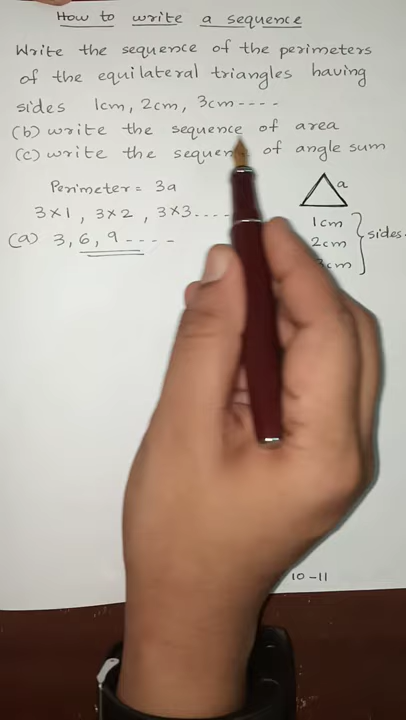 How to write a sequence
Write the sequence of the perimeters
of the equilateral triangles having
sides 1cm, 2cm, 3cm----
(b) write the sequence of area
(c) write the sequen of angle sum
Perimeter = 3a
a
3×1, 3×2, 3×3....
1cm
2cm
cm
sides
(a) 3, 6, 9----
10-11